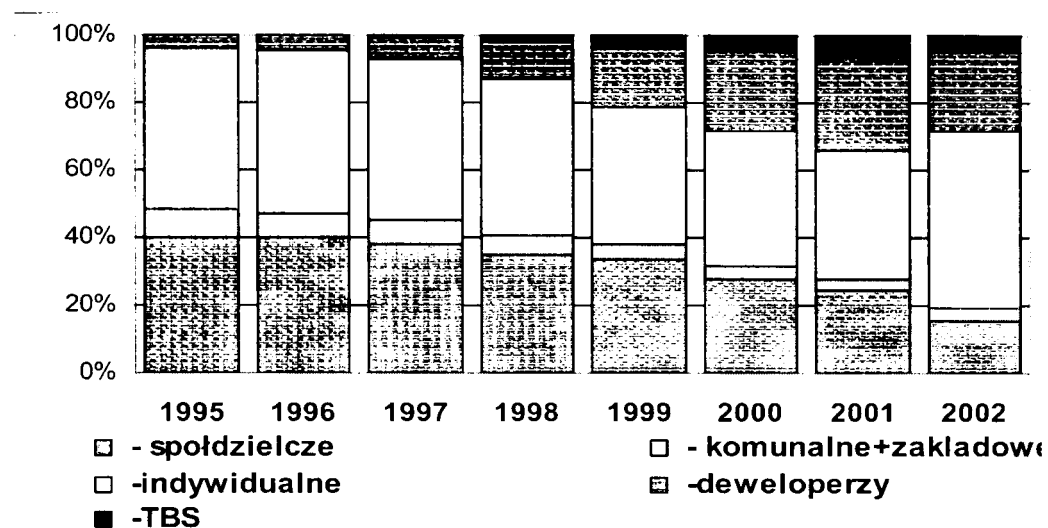 100%
80%
60%
40%
20%
0%
1995 1996 1997 1998 1999 2000 2001 2002
- społdzielcze - komunalne+zakladowe
-indywidualne -deweloperzy
-TBS